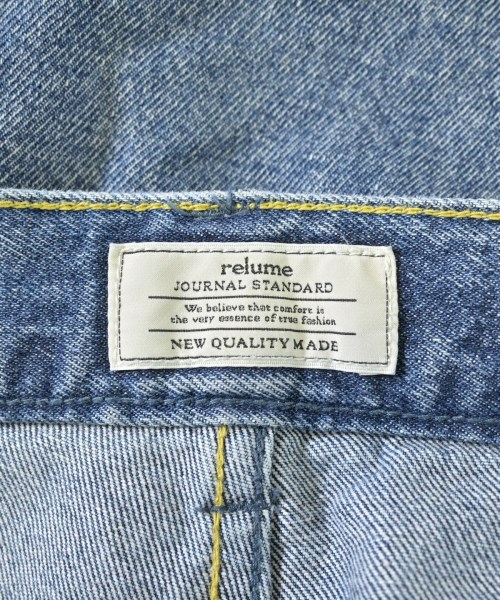 relume
JOURNAL STANDARD
We believe that comfort is
the very essence of true fashion
NEW QUALITY MADE